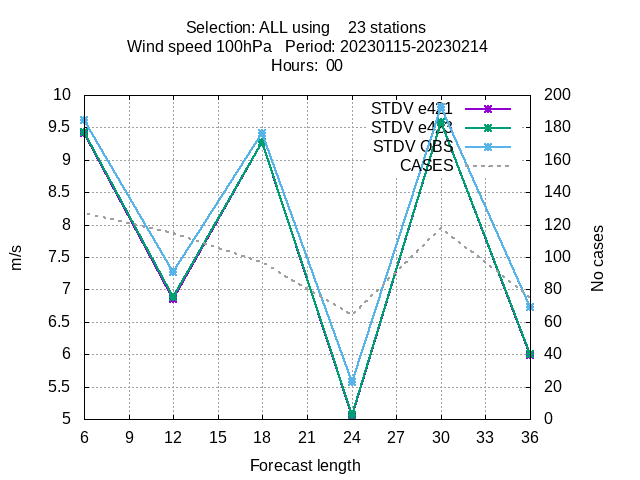 Selection: ALL using    23 stations
Wind speed 100hPa   Period: 20230115-20230214
Hours:  00
STDV e421
STDV OBS
CASES
10
9.5
9
8.5
8
7.5
7
6.5
6
5.5
5
200
180
160
140
120
100
80
60
40
20
0
m/s
No cases
6 9 12 15 18 21 24 27 30 33 36
Forecast length